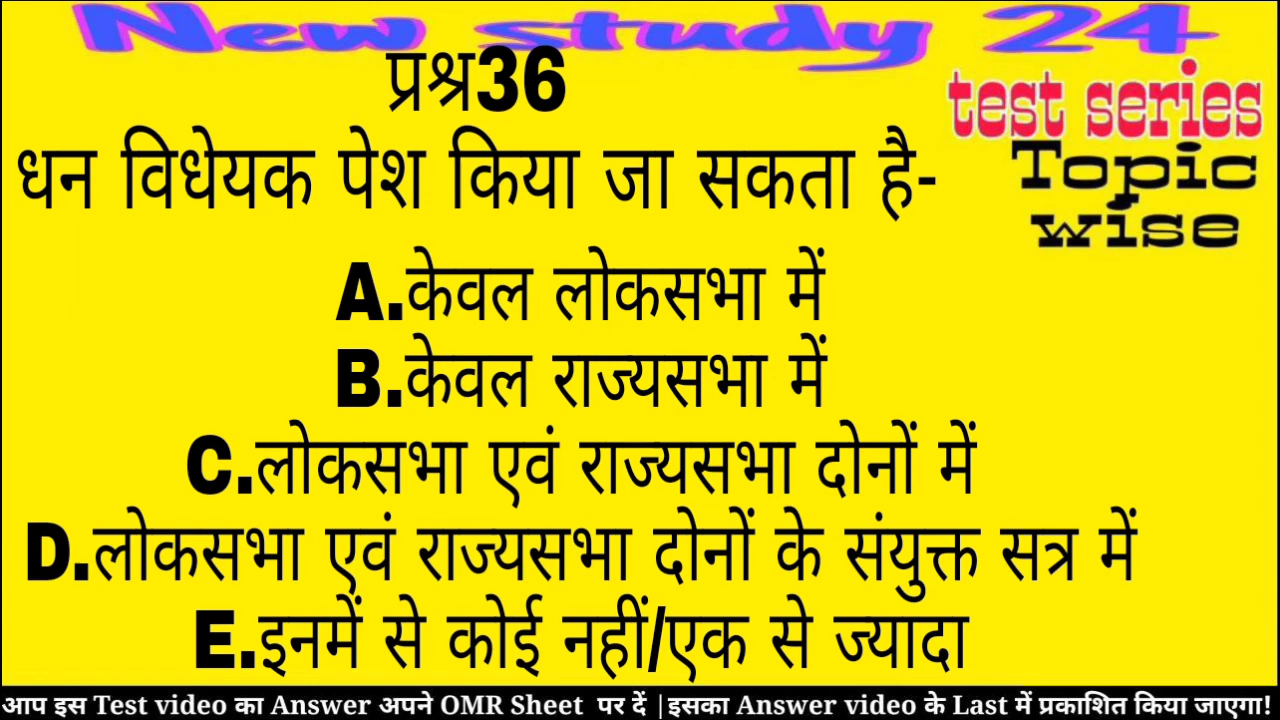 New study 24
प्रश्न36
test series
धन विधेयक पेश किया जा सकता है-
Topic
wise
A.केवल लोकसभा में
B.केवल राज्यसभा में
C.लोकसभा एवं राज्यसभा दोनों में
D.लोकसभा एवं राज्यसभा दोनों के संयुक्त सत्र में
E.इनमें से कोई नहीं/एक से ज्यादा
आप इस Test video का Answer अपने OMR Sheet पर दें |इसका Answer video के Last में प्रकाशित किया जाएगा!